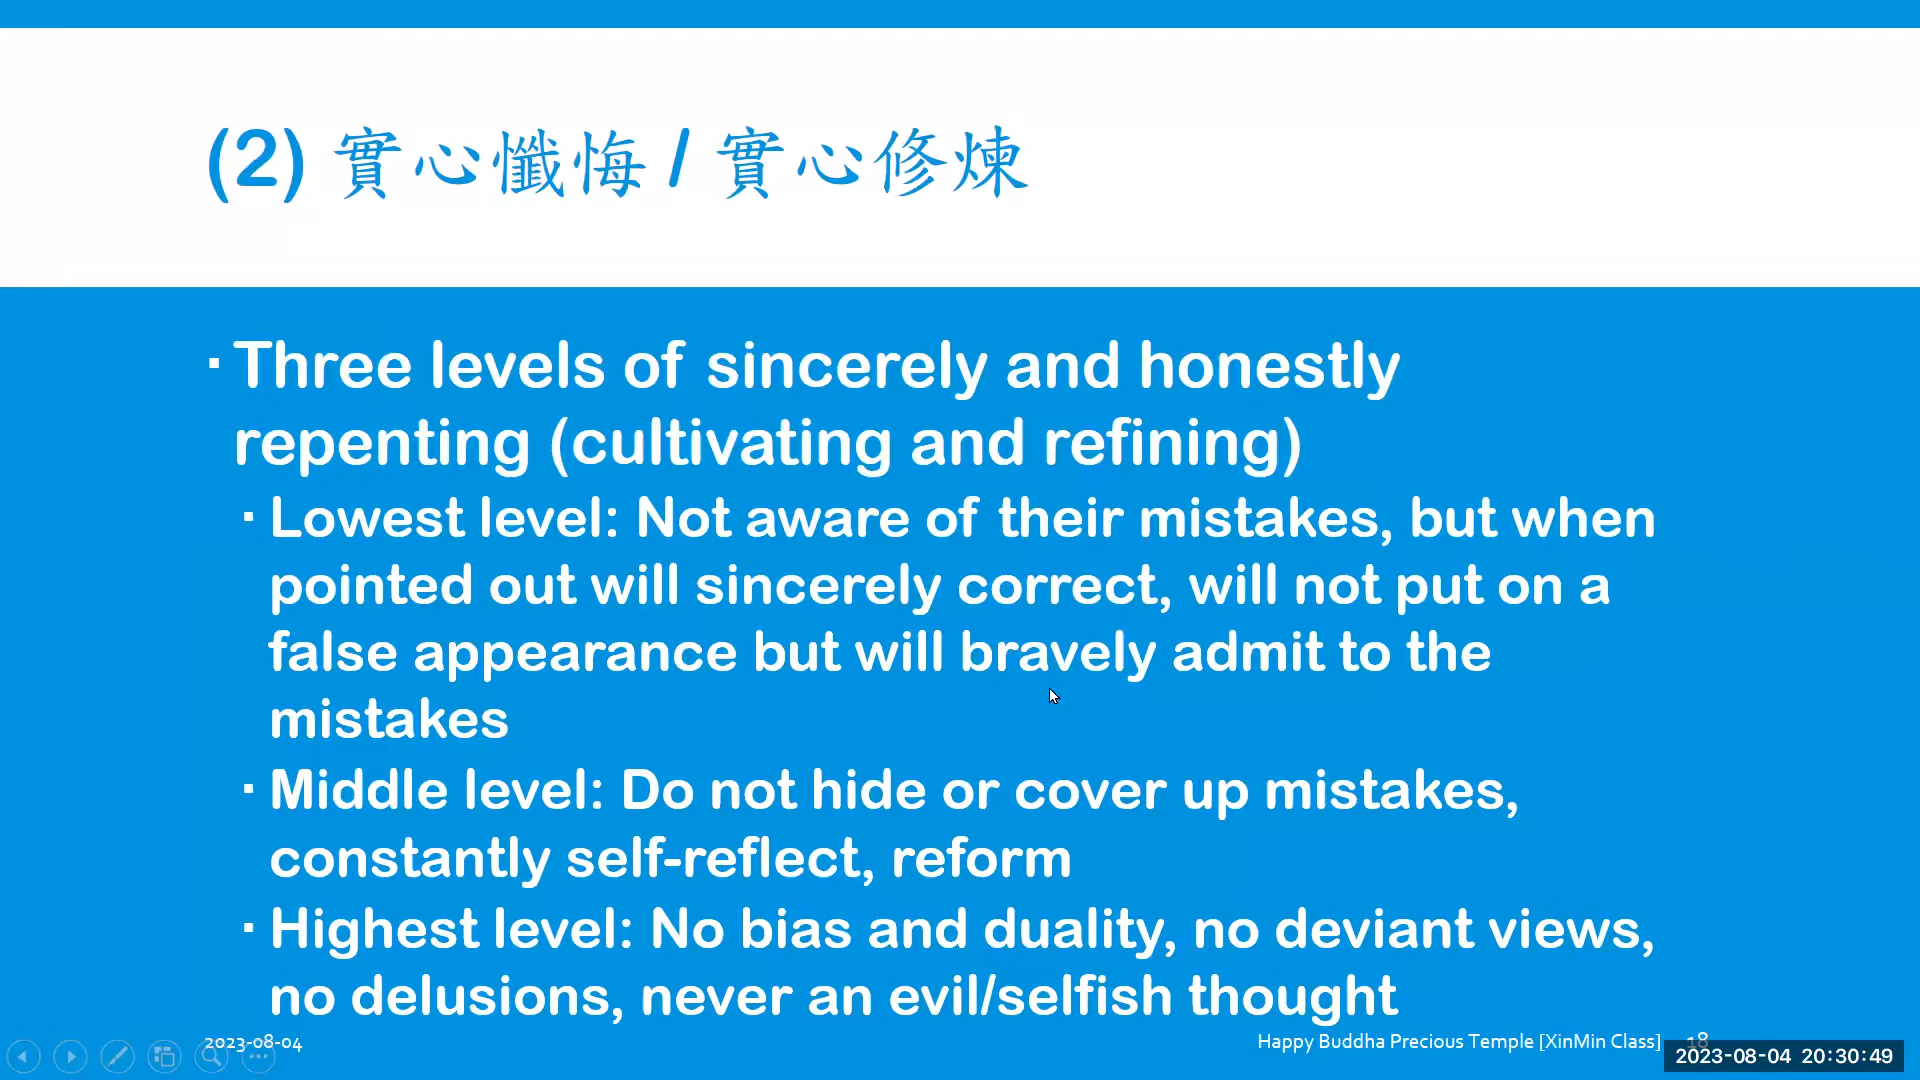 (2) 實心懺悔 / 實心修煉
▪ Three levels of sincerely and honestly
repenting (cultivating and refining)
▪ Lowest level: Not aware of their mistakes, but when
pointed out will sincerely correct, will not put on a
false appearance but will bravely admit to the
mistakes
▪ Middle level: Do not hide or cover up mistakes,
constantly self-reflect, reform
▪ Highest level: No bias and duality, no deviant views,
no delusions, never an evil/selfish thought
2023-08-04
Happy Buddha Precious Temple [XinMin Class]
18
2023-08-04 20:30:49